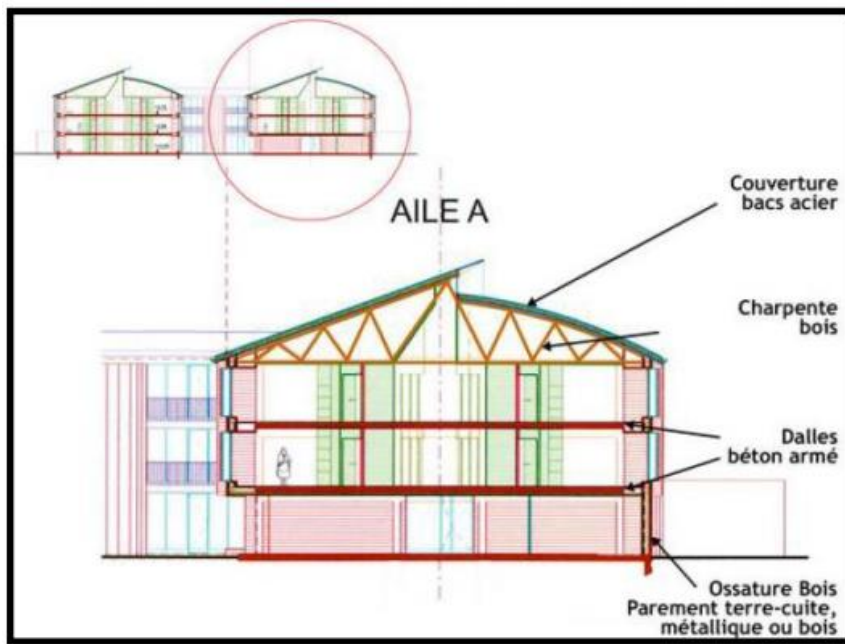 AILE A
Couverture
bacs acier
Charpente
bois
Dalles
béton armé
Ossature Bois
Parement terre-cuite,
métallique ou bois